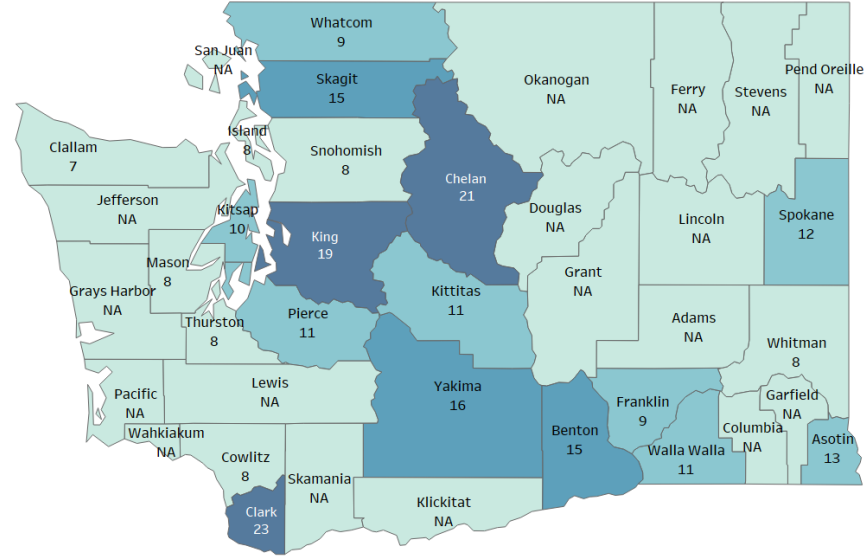 Whatcom
9
San Juan
NA
Skagit
15
Okanogan
NA
Ferry
NA
Stevens
NA
Pend Oreille
NA
Clallam
7
Island
8
Snohomish
8
Chelan
21
Jefferson
NA
Kitsap
10
King
19
Douglas
NA
Lincoln
NA
Spokane
12
Mason
8
Grays Harbor
NA
Kittitas
11
Grant
NA
Pierce
11
Thurston
8
Adams
NA
Whitman
8
Pacific
NA
Lewis
NA
Yakima
16
Franklin
9
Garfield
NA
Wahkiakum
NA
Benton
15
Columbia
NA
Asotin
13
Walla Walla
11
Cowlitz
8
Skamania
NA
Klickitat
NA
Clark
23